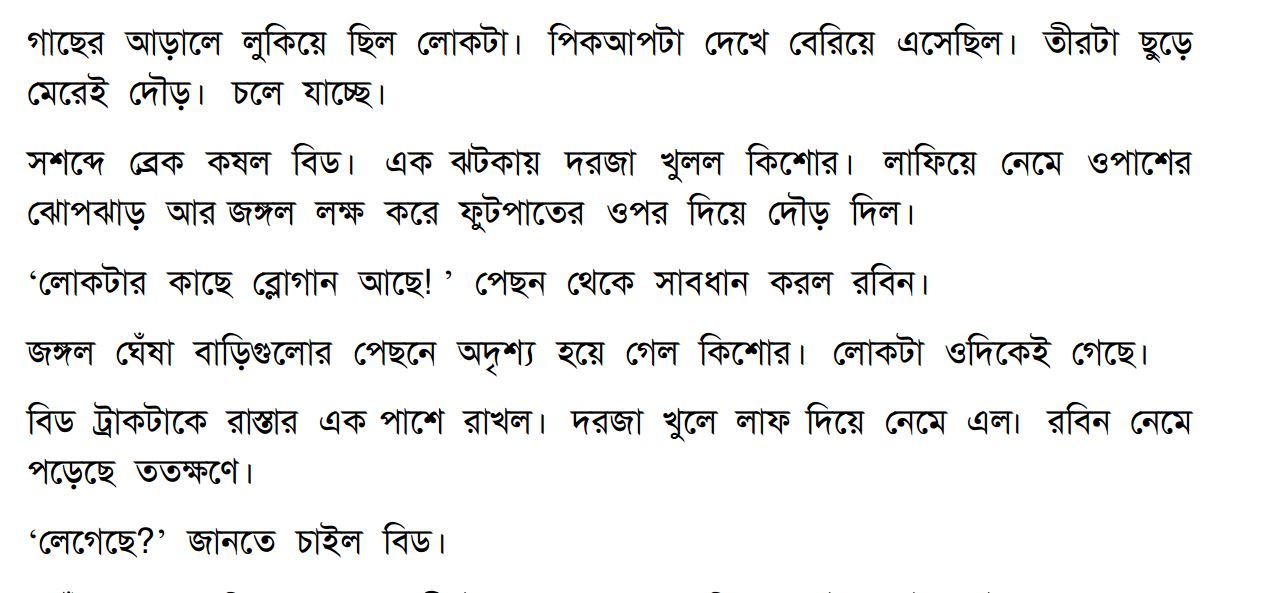 গাছের আড়ালে লুকিয়ে ছিল লোকটা। পিকআপটা দেখে বেরিয়ে এসেছিল। তীরটা ছুড়ে
মেরেই দৌড়। চলে যাচ্ছে।
সশব্দে ব্রেক কষল বিড। এক ঝটকায় দরজা খুলল কিশোর। লাফিয়ে নেমে ওপাশের
ঝোপঝাড় আর জঙ্গল লক্ষ করে ফুটপাতের ওপর দিয়ে দৌড় দিল।
‘লোকটার কাছে ব্লোগান আছে! ’ পেছন থেকে সাবধান করল রবিন।
জঙ্গল ঘেঁষা বাড়িগুলোর পেছনে অদৃশ্য হয়ে গেল কিশোর। লোকটা ওদিকেই গেছে।
বিড ট্রাকটাকে রাস্তার এক পাশে রাখল। দরজা খুলে লাফ দিয়ে নেমে এল। রবিন নেমে
পড়েছে ততক্ষণে।
‘লেগেছে?’ জানতে চাইল বিড।